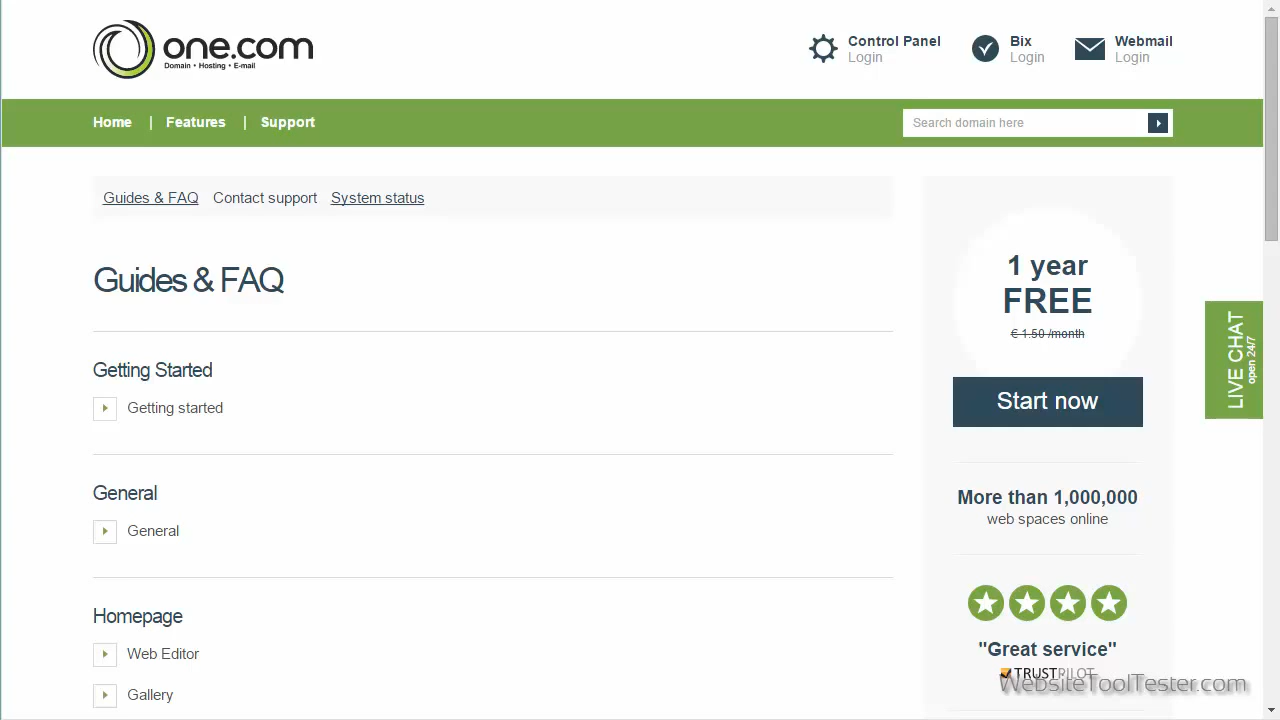 one.com
Domain • Hosting • E-mail
Control Panel
Login
Bix
Login
Webmail
Login
Home | Features | Support
Search domain here
Guides & FAQ Contact support System status
Guides & FAQ
Getting Started
Getting started
General
General
Homepage
Web Editor
Gallery
1 year
FREE
€ 1.50 /month
Start now
More than 1,000,000
web spaces online
"Great service"
TRUSTPILOT
LIVE CHAT
open 24/7
WebsiteToolTester.com